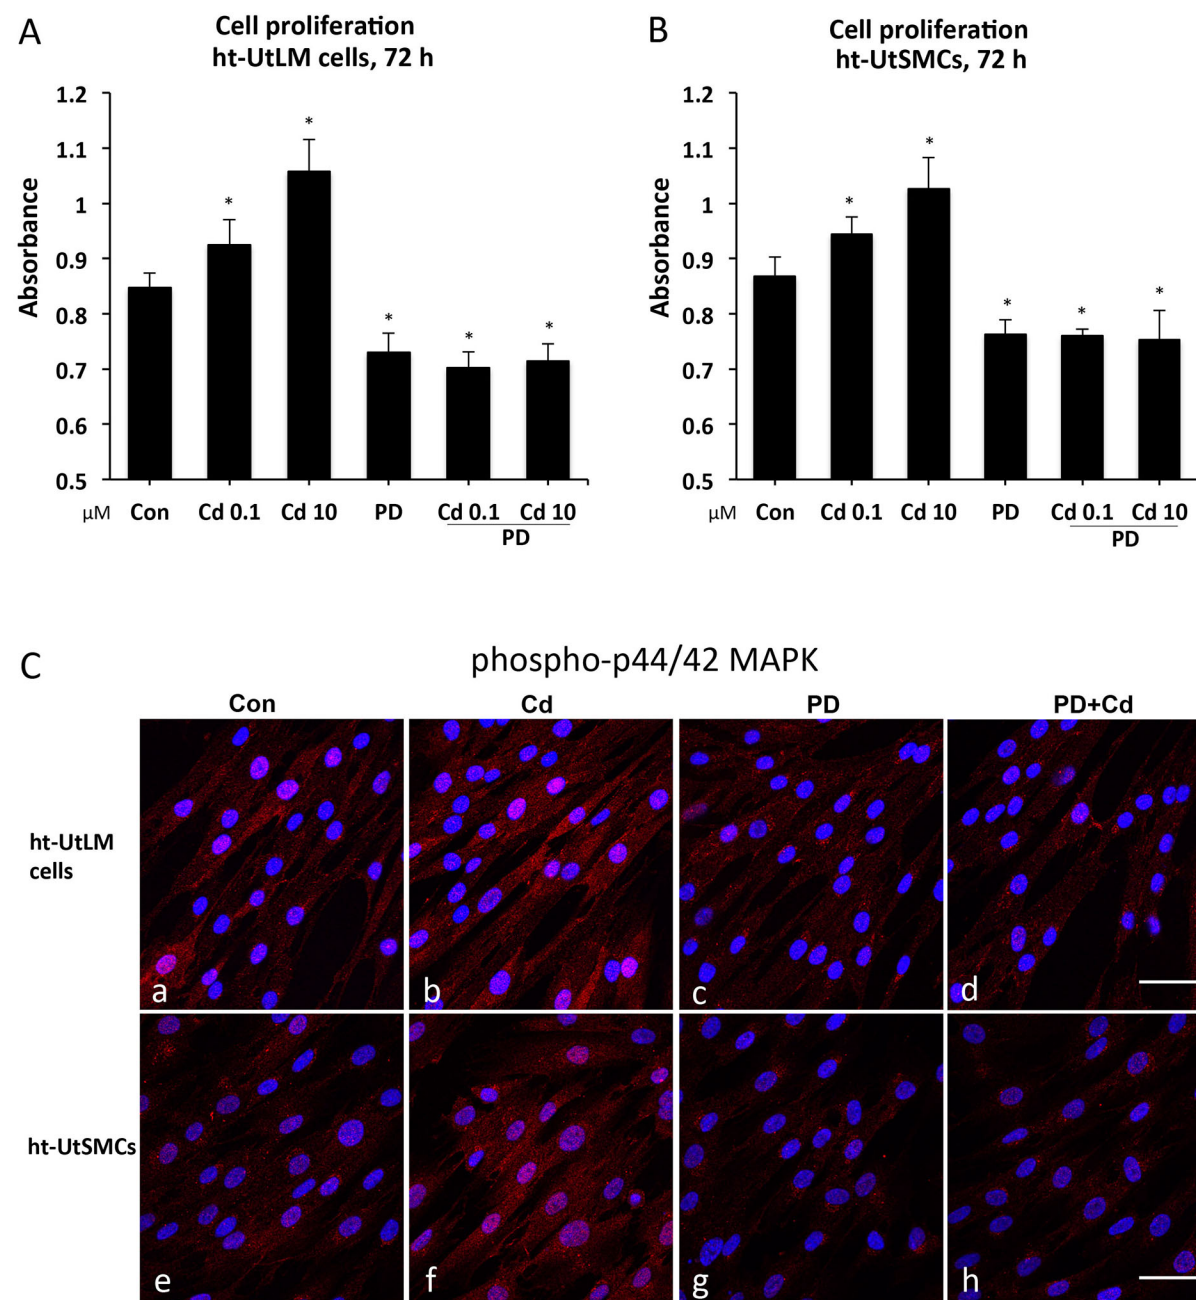 A
Cell proliferation
ht-UtLM cells, 72 h
Absorbance
1.2
1.1
1
0.9
0.8
0.7
0.6
0.5
µM Con Cd 0.1 Cd 10 PD Cd 0.1 Cd 10
PD
* * * * *
B
Cell proliferation
ht-UtSMCs, 72 h
Absorbance
1.2
1.1
1
0.9
0.8
0.7
0.6
0.5
µM Con Cd 0.1 Cd 10 PD Cd 0.1 Cd 10
PD
* * * * *
C
phospho-p44/42 MAPK
Con Cd PD PD+Cd
ht-UtLM
cells
a b c d
ht-UtSMCs
e f g h